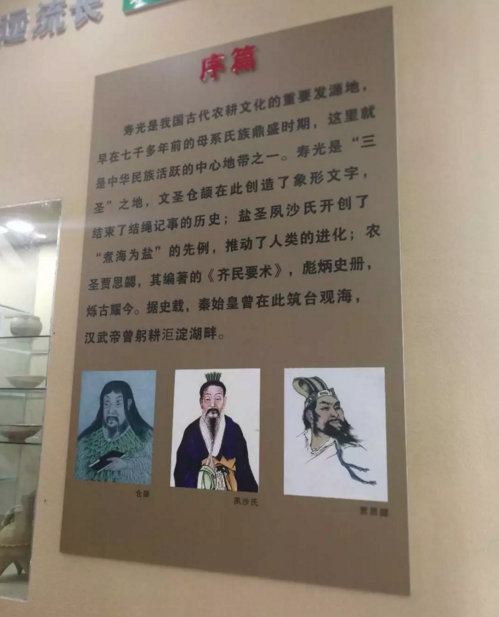 远流长
序篇
寿光是我国古代农耕文化的重要发源地，
早在七千多年前的母系氏族鼎盛时期，这里就
是中华民族活跃的中心地带之一。寿光是“三
圣”之地，文圣仓颉在此创造了象形文字，
结束了结绳记事的历史；盐圣夙沙氏开创了
“煮海为盐”的先例，推动了人类的进化；农
圣贾思勰，其编著的《齐民要术》，彪炳史册，
烁古耀今。据史载，秦始皇曾在此筑台观海，
汉武帝曾躬耕洰淀湖畔。
仓颉
夙沙氏
贾思勰